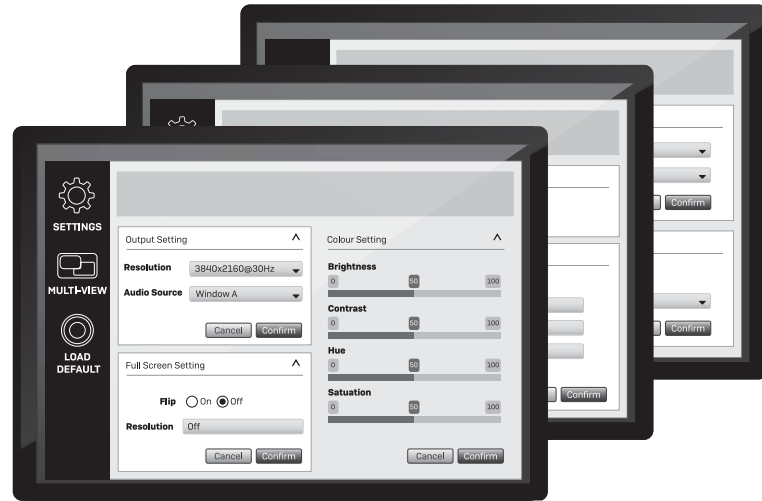 SETTINGS
MULTI-VIEW
LOAD
DEFAULT
Output Setting
Resolution 3840x2160@30Hz
Audio Source Window A
Cancel Confirm
Full Screen Setting
Flip On Off
Resolution Off
Cancel Confirm
Colour Setting
Brightness
0 50 100
Contrast
0 50 100
Hue
0 50 100
Satuation
0 50 100
Cancel Confirm
Confirm
Confirm
Confirm